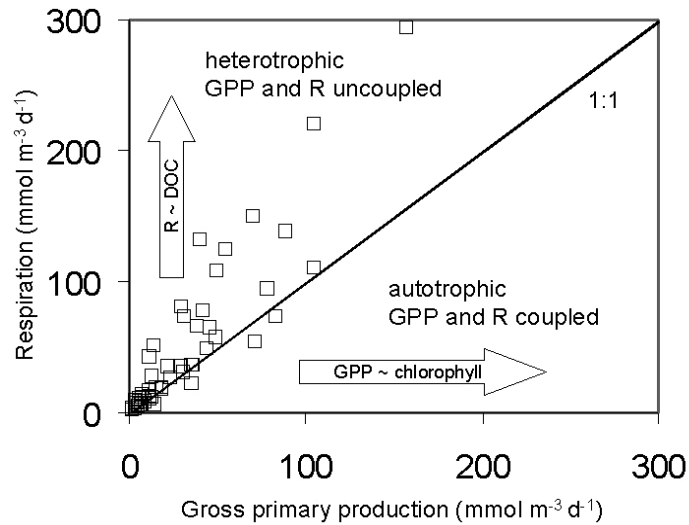 300
heterotrophic
GPP and R uncoupled
1:1
200
R ~ DOC
Respiration (mmol m⁻³ d⁻¹)
100
autotrophic
GPP and R coupled
GPP ~ chlorophyll
0
0 100 200 300
Gross primary production (mmol m⁻³ d⁻¹)